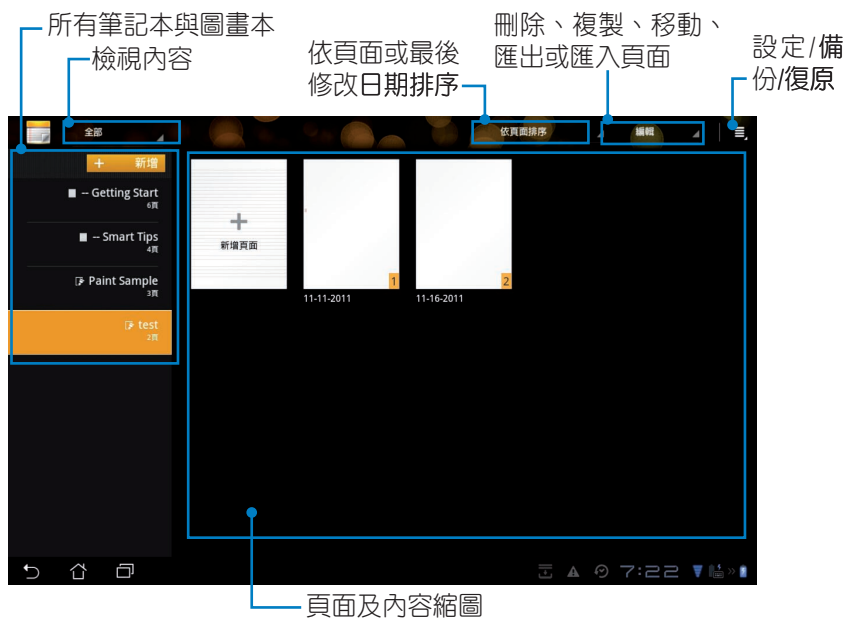 所有筆記本與圖畫本
檢視內容
依頁面或最後
修改日期排序
刪除、複製、移動、
匯出或匯入頁面
設定/備
份/復原
全部
依頁面排序
編輯
+ 新增
-- Getting Start
6頁
-- Smart Tips
4頁
Paint Sample
3頁
test
2頁
新增頁面
1
11-11-2011
2
11-16-2011
7:22
頁面及內容縮圖